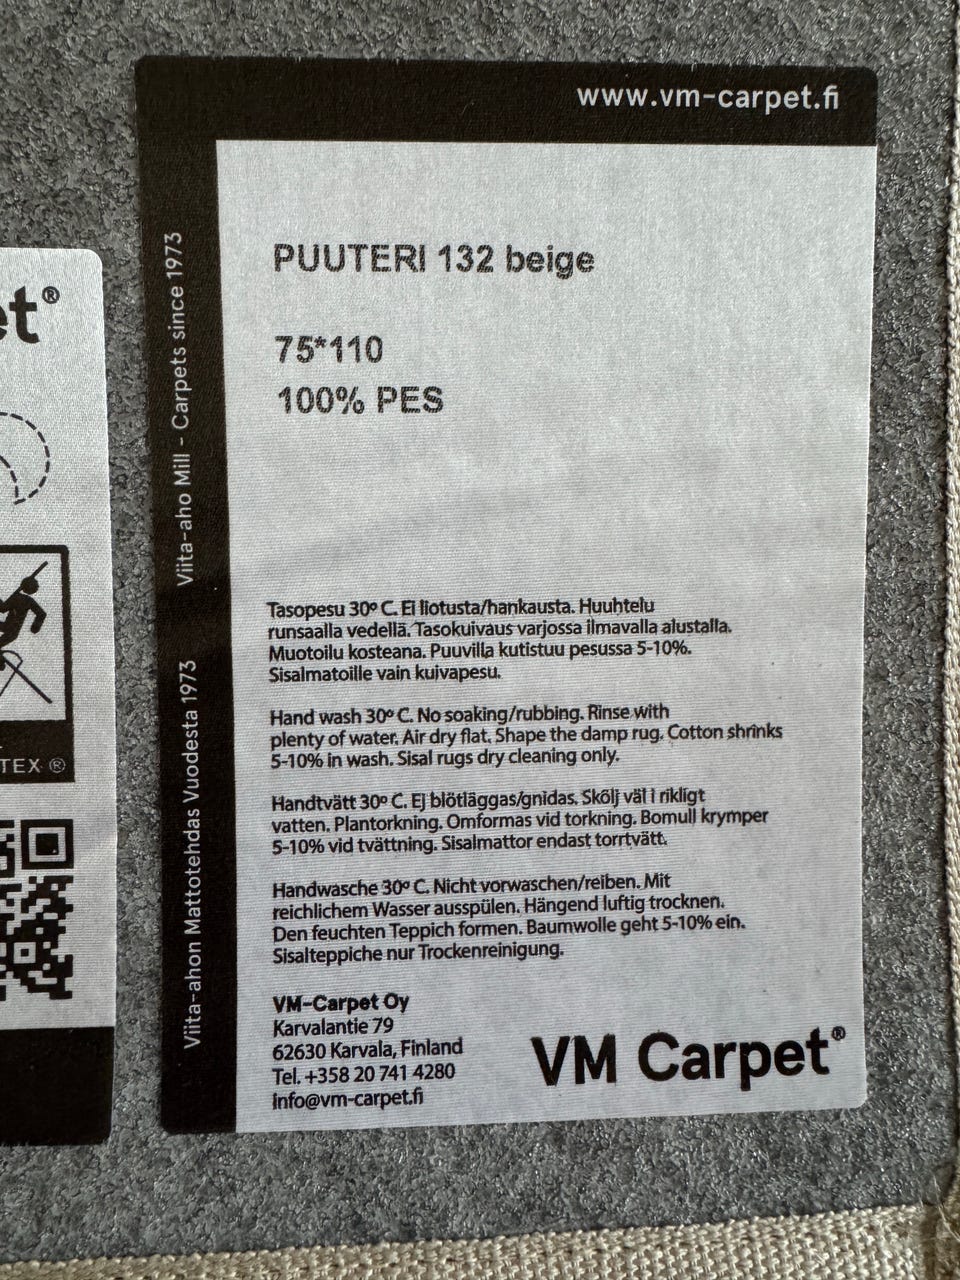 www.vm-carpet.fi
PUUTERI 132 beige
75*110
100% PES
Tasopesu 30º C. Ei liotusta/hankausta. Huuhtelu
runsaalla vedellä. Tasokuivaus varjossa ilmavalla alustalla.
Muotoilu kosteana. Puuvilla kutistuu pesussa 5-10%.
Sisalmatoille vain kuivapesu.
Hand wash 30º C. No soaking/rubbing. Rinse with
plenty of water. Air dry flat. Shape the damp rug. Cotton shrinks
5-10% in wash. Sisal rugs dry cleaning only.
Handtvätt 30º C. Ej blötläggas/gnidas. Skölj väl i rikligt
vatten. Plantorkning. Omformas vid torkning. Bomull krymper
5-10% vid tvättning. Sisalmattor endast torrtvätt.
Handwasche 30º C. Nicht vorwaschen/reiben. Mit
reichlichem Wasser ausspülen. Hängend luftig trocknen.
Den feuchten Teppich formen. Baumwolle geht 5-10% ein.
Sisalteppiche nur Trockenreinigung.
VM-Carpet Oy
Karvalantie 79
62630 Karvala, Finland
Tel. +358 20 741 4280
info@vm-carpet.fi
VM Carpet®
Viita-ahon Mattotehdas Vuodesta 1973
Viita-aho Mill - Carpets since 1973
et®
TEX ®